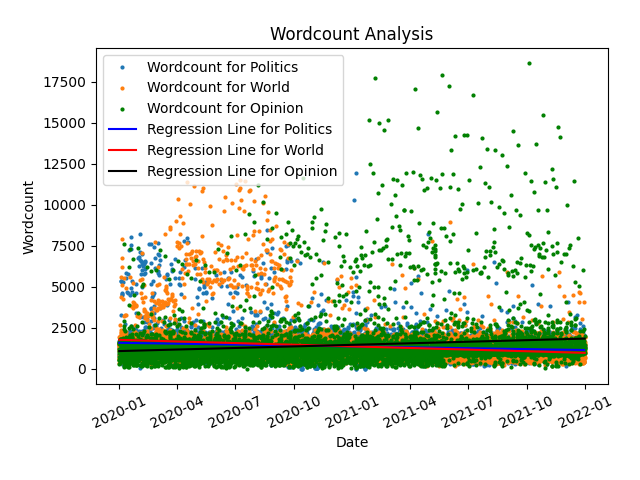 Wordcount Analysis
Wordcount for Politics
Wordcount for World
Wordcount for Opinion
Regression Line for Politics
Regression Line for World
Regression Line for Opinion
Wordcount
17500
15000
12500
10000
7500
5000
2500
0
2020-01 2020-04 2020-07 2020-10 2021-01 2021-04 2021-07 2021-10 2022-01
Date